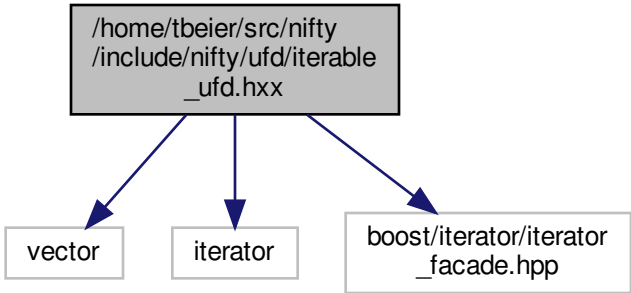 /home/tbeier/src/nifty
/include/nifty/ufd/iterable
_ufd.hxx
vector
iterator
boost/iterator/iterator
_facade.hpp